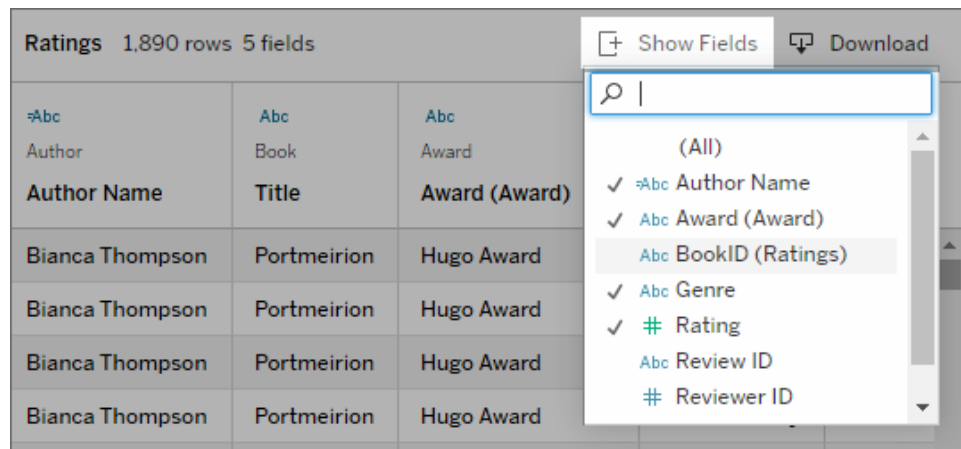 Ratings 1,890 rows 5 fields
Show Fields
Download
=Abc
Abc
Abc
Author
Book
Award
Author Name
Title
Award (Award)
Bianca Thompson
Portmeirion
Hugo Award
Bianca Thompson
Portmeirion
Hugo Award
Bianca Thompson
Portmeirion
Hugo Award
Bianca Thompson
Portmeirion
Hugo Award
(All)
=Abc Author Name
Abc Award (Award)
Abc BookID (Ratings)
Abc Genre
# Rating
Abc Review ID
# Reviewer ID